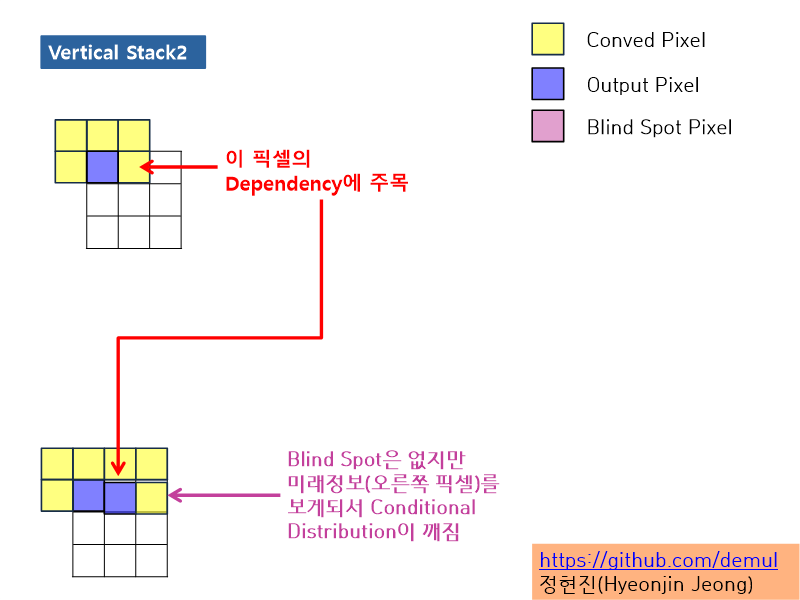 Vertical Stack2
Conved Pixel
Output Pixel
Blind Spot Pixel
이 픽셀의
Dependency에 주목
Blind Spot은 없지만
미래정보(오른쪽 픽셀)를
보게되서 Conditional
Distribution이 깨짐
https://github.com/demul
정현진(Hyeonjin Jeong)